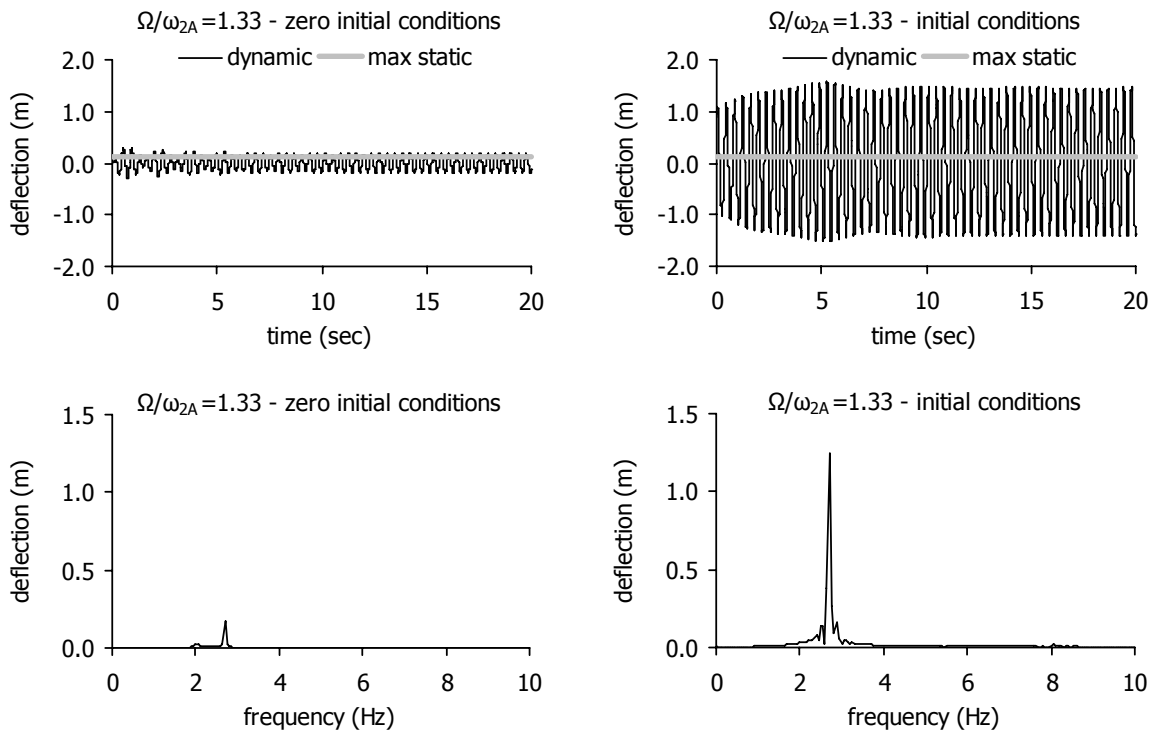 Ω/ω2A=1.33 - zero initial conditions
dynamic max static
2.0
1.0
0.0
-1.0
-2.0
deflection (m)
0 5 10 15 20
time (sec)
Ω/ω2A=1.33 - initial conditions
dynamic max static
2.0
1.0
0.0
-1.0
-2.0
deflection (m)
0 5 10 15 20
time (sec)
Ω/ω2A=1.33 - zero initial conditions
1.5
1.0
0.5
0.0
deflection (m)
0 2 4 6 8 10
frequency (Hz)
Ω/ω2A=1.33 - initial conditions
1.5
1.0
0.5
0.0
deflection (m)
0 2 4 6 8 10
frequency (Hz)